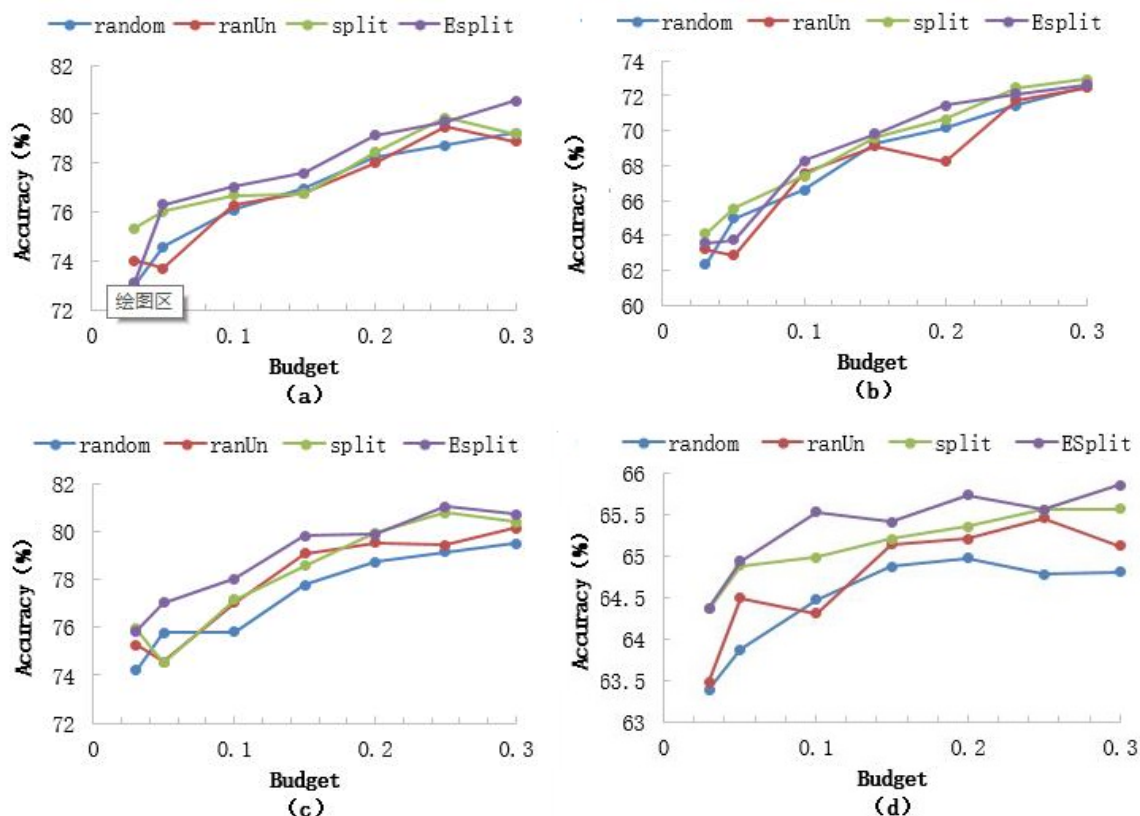 random ranUn split Esplit
82
80
78
76
74
72
0 0.1 0.2 0.3
Accuracy (%)
绘图区
Budget
(a)
random ranUn split Esplit
74
72
70
68
66
64
62
60
0 0.1 0.2 0.3
Accuracy (%)
Budget
(b)
random ranUn split Esplit
82
80
78
76
74
72
0 0.1 0.2 0.3
Accuracy (%)
Budget
(c)
random ranUn split ESplit
66
65.5
65
64.5
64
63.5
63
0 0.1 0.2 0.3
Accuracy (%)
Budget
(d)